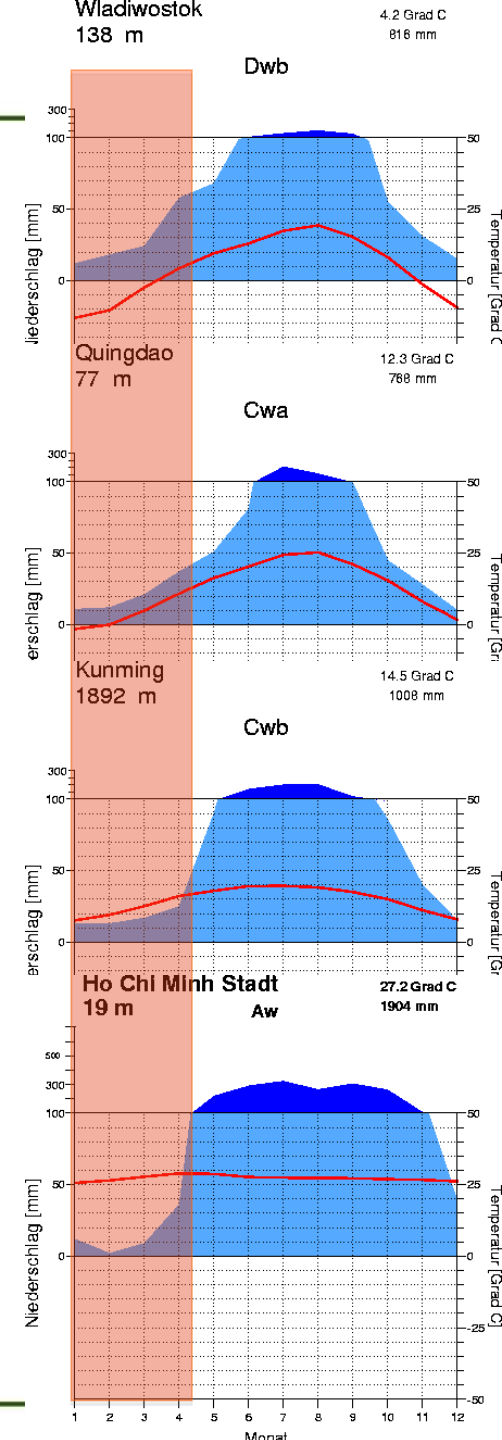 Wladiwostok
138 m
4.2 Grad C
816 mm
Dwb
300
100
50
0
50
25
0
Niederschlag [mm]
Temperatur [Grad C
Quingdao
77 m
12.3 Grad C
768 mm
Cwa
300
100
50
0
50
25
0
erschlag [mm]
Temperatur [Gr
Kunming
1892 m
14.5 Grad C
1008 mm
Cwb
300
100
50
0
50
25
0
erschlag [mm]
Temperatur [Gr
Ho Chi Minh Stadt
19 m
27.2 Grad C
1904 mm
Aw
500
300
100
50
0
50
25
0
-25
-50
Niederschlag [mm]
Temperatur [Grad C]
1 2 3 4 5 6 7 8 9 10 11 12
Monat